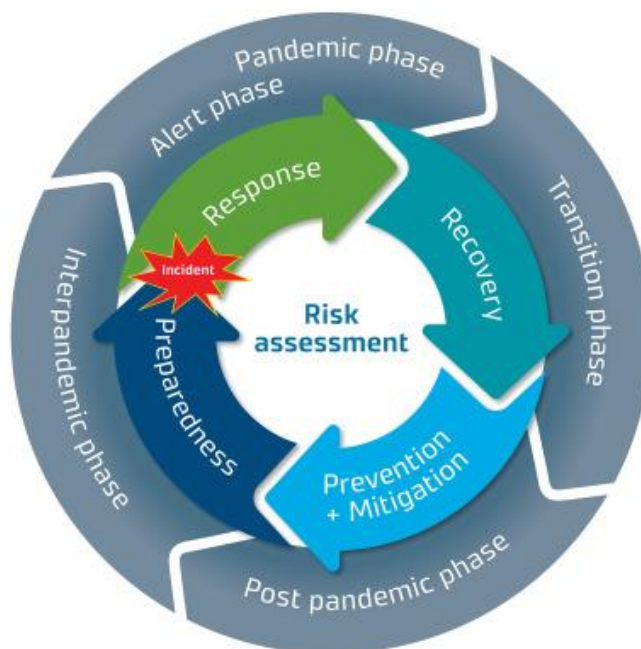 Pandemic phase
Alert phase
Response
Transition phase
Recovery
Incident
Interpandemic phase
Risk
assessment
Preparedness
Prevention
+ Mitigation
Post pandemic phase